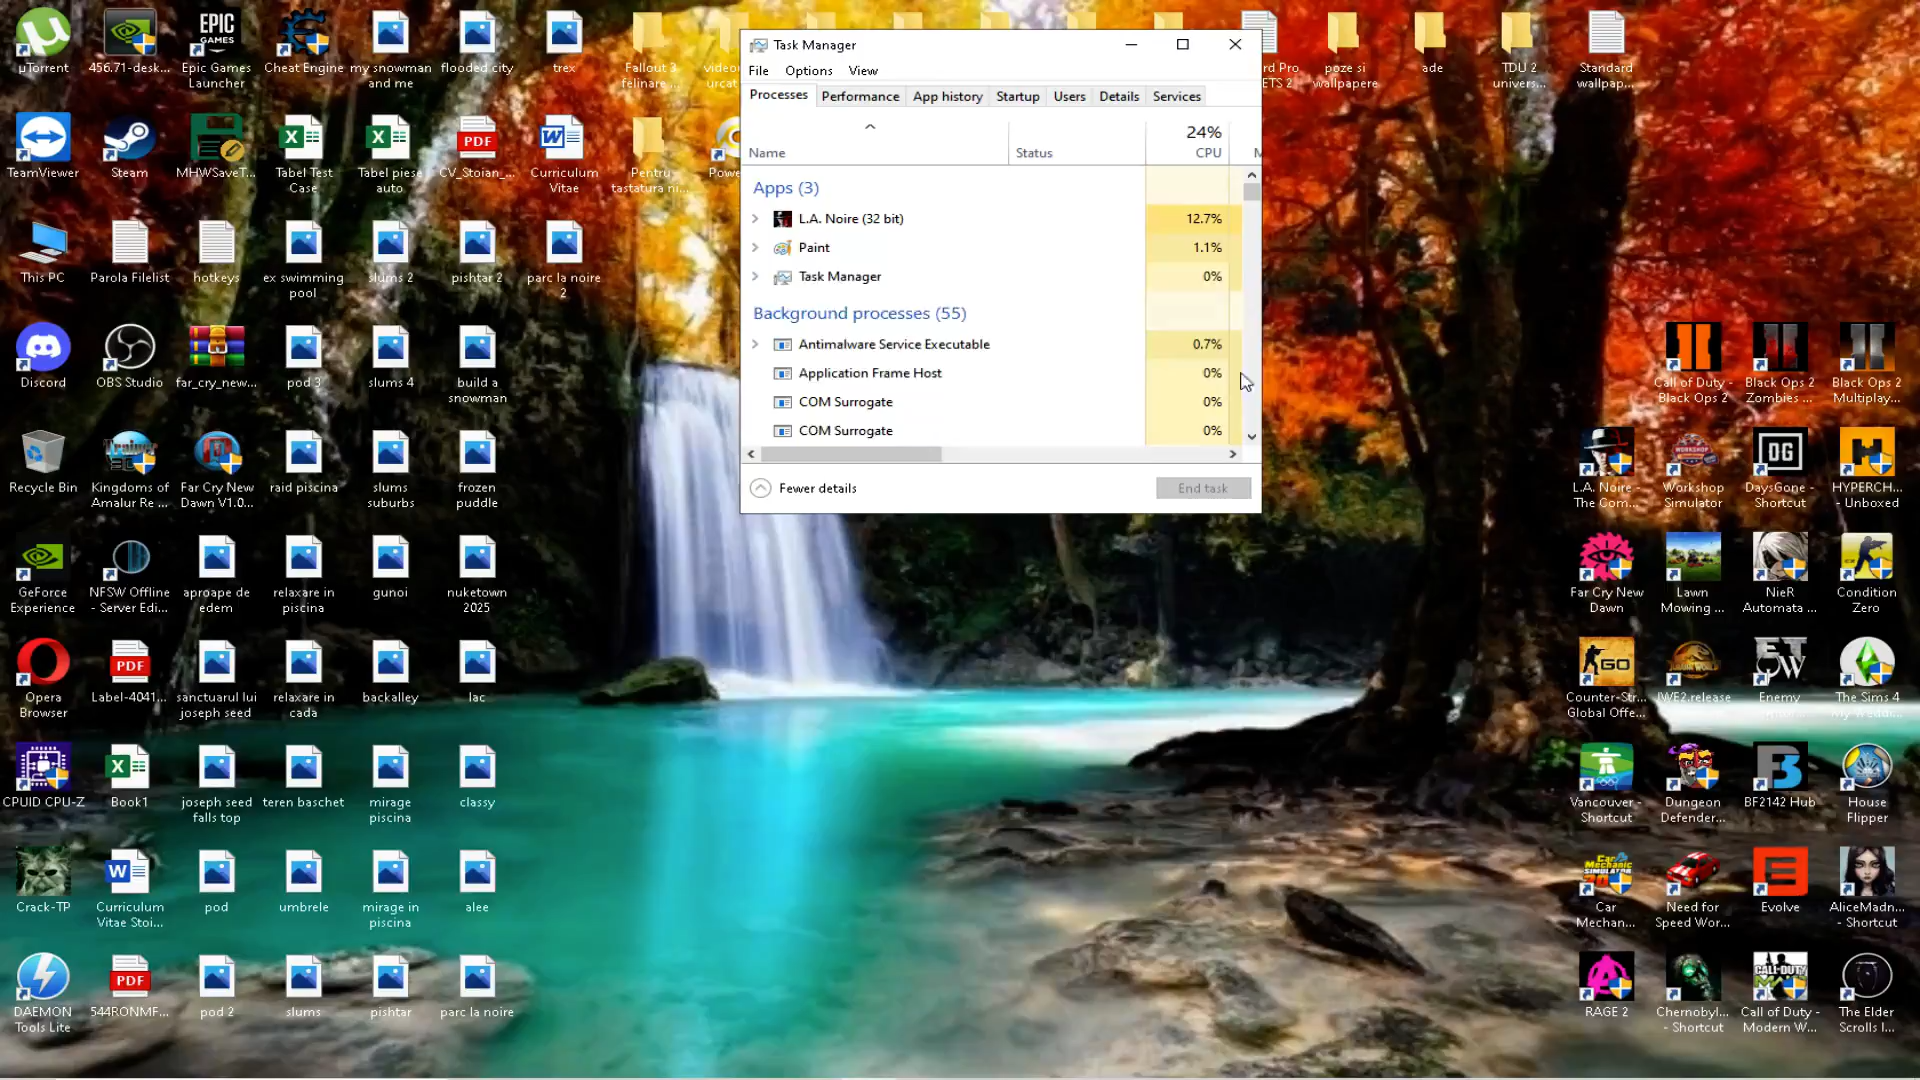 µTorrent
456.71-desk...
Epic Games
Launcher
Cheat Engine
my snowman
and me
flooded city
trex
Fallout 3
felinare ...
ETS 2
poze si
wallpapere
ade
TDU 2
univers...
Standard
wallpap...
TeamViewer
Steam
MHWSaveT...
Tabel Test
Case
Tabel piese
auto
CV_Stoian_...
Curriculum
Vitae
Pentru
tastatura ni...
This PC
Parola Filelist
hotkeys
ex swimming
pool
slums 2
pishtar 2
parc la noire
2
Discord
OBS Studio
far_cry_new...
pod 3
slums 4
build a
snowman
Recycle Bin
Kingdoms of
Amalur Re ...
Far Cry New
Dawn V1.0...
raid piscina
slums
suburbs
frozen
puddle
GeForce
Experience
NFSW Offline
- Server Edi...
aproape de
edem
relaxare in
piscina
gunoi
nuketown
2025
Opera
Browser
Label-4041...
sanctuarul lui
joseph seed
relaxare in
cada
backalley
lac
CPUID CPU-Z
Book1
joseph seed
falls top
teren baschet
mirage
piscina
classy
Crack-TP
Curriculum
Vitae Stoi...
pod
umbrele
mirage in
piscina
alee
DAEMON
Tools Lite
544RONMF...
pod 2
slums
pishtar
parc la noire
Task Manager
File Options View
Processes Performance App history Startup Users Details Services
24%
Name Status CPU
Apps (3)
L.A. Noire (32 bit) 12.7%
Paint 1.1%
Task Manager 0%
Background processes (55)
Antimalware Service Executable 0.7%
Application Frame Host 0%
COM Surrogate 0%
COM Surrogate 0%
Fewer details End task
Call of Duty -
Black Ops 2
Black Ops 2
Zombies ...
Black Ops 2
Multiplay...
L.A. Noire -
The Com...
Workshop
Simulator
DaysGone -
Shortcut
HYPERCH...
- Unboxed
Far Cry New
Dawn
Lawn
Mowing ...
NieR
Automata ...
Condition
Zero
Counter-Str...
Global Offe...
JWE2.release
Enemy
The Sims 4
Vancouver -
Shortcut
Dungeon
Defender...
BF2142 Hub
House
Flipper
Car
Mechan...
Need for
Speed Wor...
Evolve
AliceMadn...
- Shortcut
RAGE 2
Chernobyl...
- Shortcut
Call of Duty -
Modern W...
The Elder
Scrolls I...